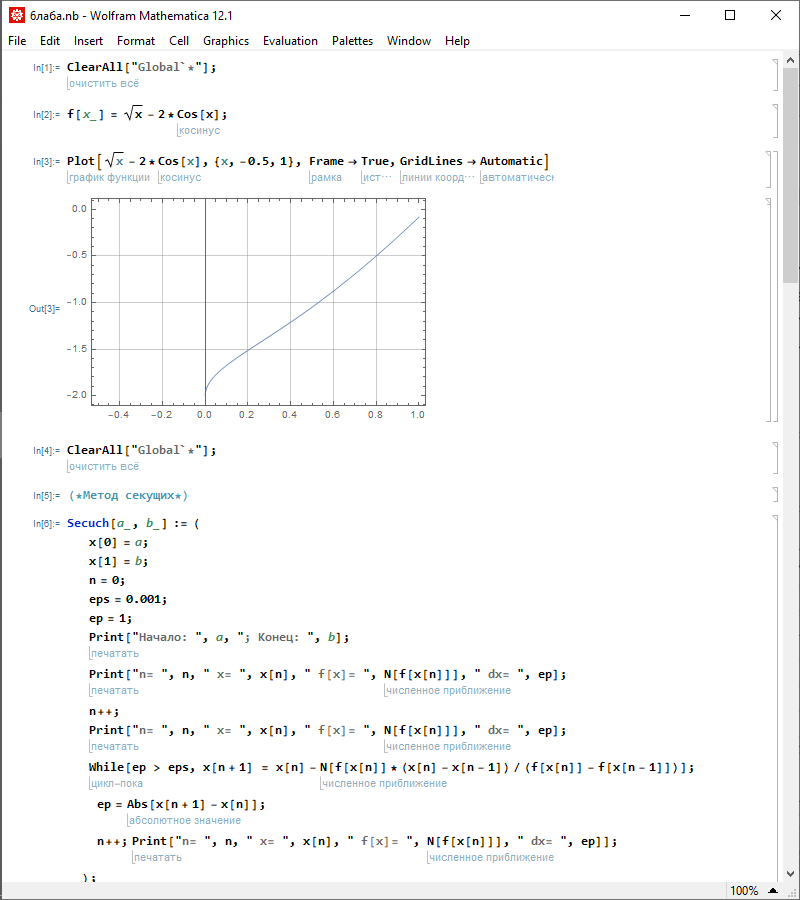 6лаба.nb - Wolfram Mathematica 12.1
File Edit Insert Format Cell Graphics Evaluation Palettes Window Help
In[1]:= ClearAll["Global`*"];
очистить всё
In[2]:= f[x_] = √x - 2*Cos[x];
косинус
In[3]:= Plot[√x - 2*Cos[x], {x, -0.5, 1}, Frame → True, GridLines → Automatic]
график функции косинус рамка ист··· линии коорд··· автоматичес
Out[3]=
0.0
-0.5
-1.0
-1.5
-2.0
-0.4 -0.2 0.0 0.2 0.4 0.6 0.8 1.0
In[4]:= ClearAll["Global`*"];
очистить всё
In[5]:= (*Метод секущих*)
In[6]:= Secuch[a_, b_] := (
x[0] = a;
x[1] = b;
n = 0;
eps = 0.001;
ep = 1;
Print["Начало: ", a, "; Конец: ", b];
печатать
Print["n= ", n, " x= ", x[n], " f[x]= ", N[f[x[n]]], " dx= ", ep];
печатать численное приближение
n++;
Print["n= ", n, " x= ", x[n], " f[x]= ", N[f[x[n]]], " dx= ", ep];
печатать численное приближение
While[ep > eps, x[n + 1] = x[n] - N[f[x[n]] * (x[n] - x[n - 1]) / (f[x[n]] - f[x[n - 1]])];
цикл-пока численное приближение
ep = Abs[x[n + 1] - x[n]];
абсолютное значение
n++; Print["n= ", n, " x= ", x[n], " f[x]= ", N[f[x[n]]], " dx= ", ep]];
печатать численное приближение
);
100%